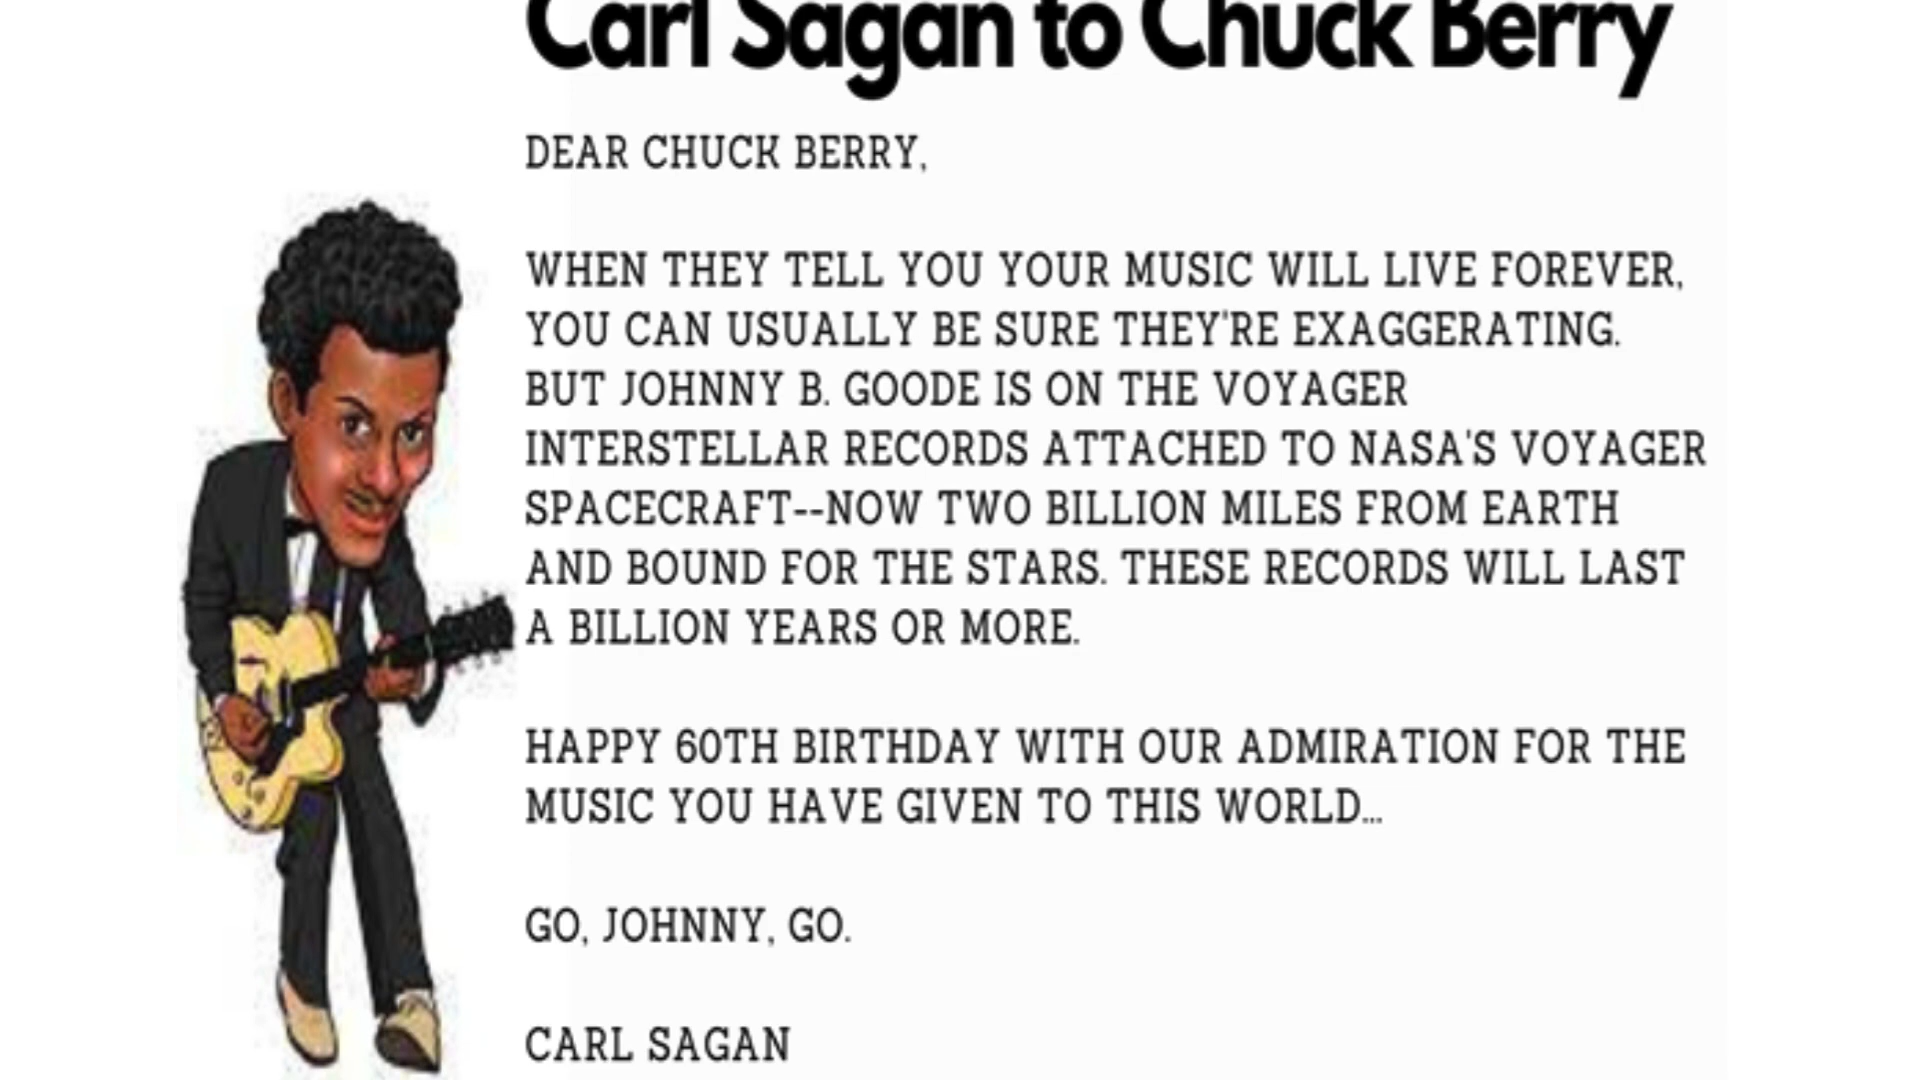 Carl Sagan to Chuck Berry
DEAR CHUCK BERRY,
WHEN THEY TELL YOU YOUR MUSIC WILL LIVE FOREVER,
YOU CAN USUALLY BE SURE THEY'RE EXAGGERATING.
BUT JOHNNY B. GOODE IS ON THE VOYAGER
INTERSTELLAR RECORDS ATTACHED TO NASA'S VOYAGER
SPACECRAFT--NOW TWO BILLION MILES FROM EARTH
AND BOUND FOR THE STARS. THESE RECORDS WILL LAST
A BILLION YEARS OR MORE.
HAPPY 60TH BIRTHDAY WITH OUR ADMIRATION FOR THE
MUSIC YOU HAVE GIVEN TO THIS WORLD...
GO, JOHNNY, GO.
CARL SAGAN